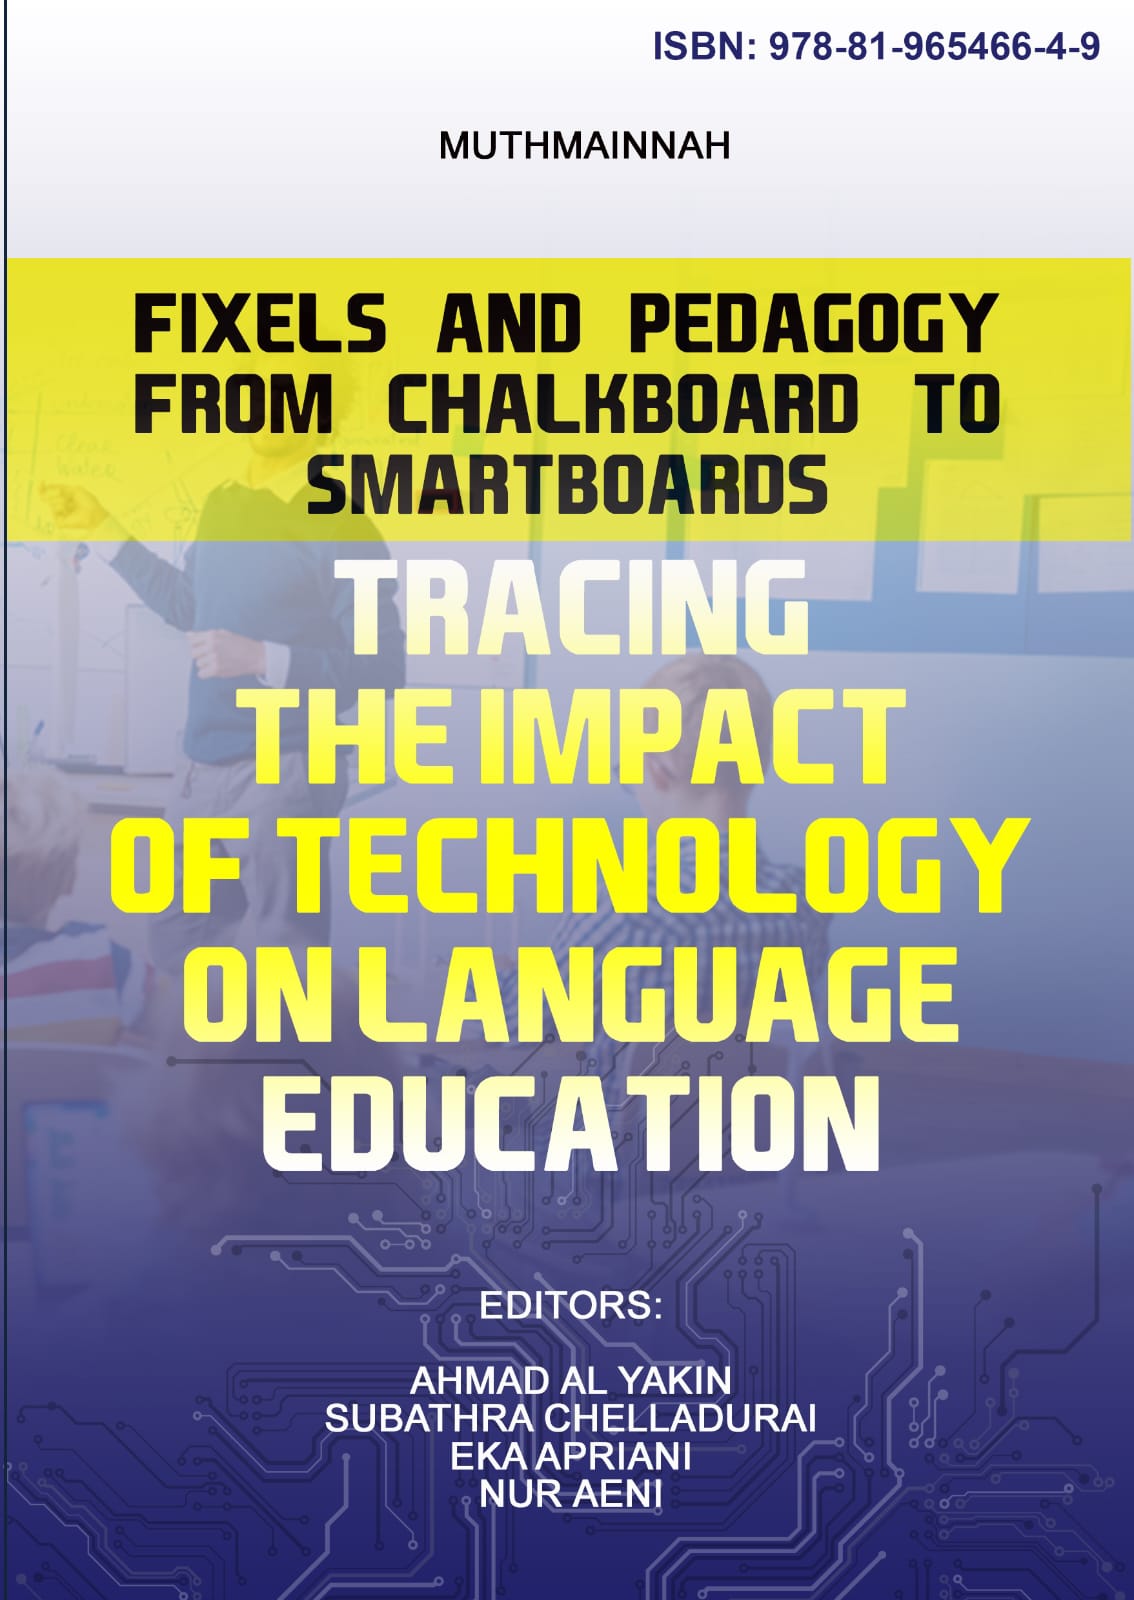 ISBN: 978-81-965466-4-9
MUTHMAINNAH
FIXELS AND PEDAGOGY
FROM CHALKBOARD TO
SMARTBOARDS
TRACING
THE IMPACT
OF TECHNOLOGY
ON LANGUAGE
EDUCATION
EDITORS:
AHMAD AL YAKIN
SUBATHRA CHELLADURAI
EKA APRIANI
NUR AENI